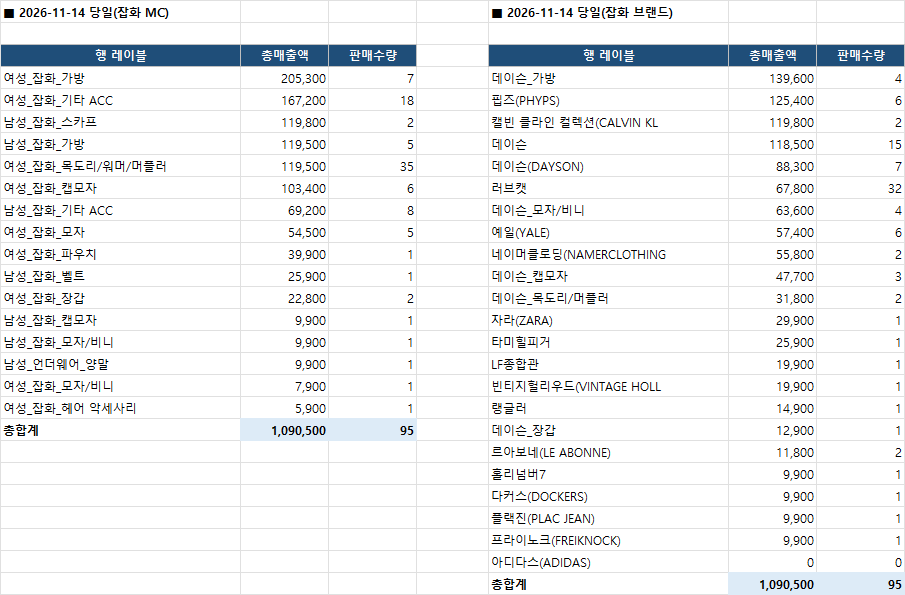 ■ 2026-11-14 당일(잡화 MC)
행 레이블 총매출액 판매수량
여성_잡화_가방 205,300 7
여성_잡화_기타 ACC 167,200 18
남성_잡화_스카프 119,800 2
남성_잡화_가방 119,500 5
여성_잡화_목도리/워머/머플러 119,500 35
여성_잡화_캡모자 103,400 6
남성_잡화_기타 ACC 69,200 8
여성_잡화_모자 54,500 5
여성_잡화_파우치 39,900 1
남성_잡화_벨트 25,900 1
여성_잡화_장갑 22,800 2
남성_잡화_캡모자 9,900 1
남성_잡화_모자/비니 9,900 1
남성_언더웨어_양말 9,900 1
여성_잡화_모자/비니 7,900 1
여성_잡화_헤어 악세사리 5,900 1
총합계 1,090,500 95
■ 2026-11-14 당일(잡화 브랜드)
행 레이블 총매출액 판매수량
데이슨_가방 139,600 4
핍즈(PHYPS) 125,400 6
캘빈 클라인 컬렉션(CALVIN KL 119,800 2
데이슨 118,500 15
데이슨(DAYSON) 88,300 7
러브캣 67,800 32
데이슨_모자/비니 63,600 4
예일(YALE) 57,400 6
네이머클로딩(NAMERCLOTHING 55,800 2
데이슨_캡모자 47,700 3
데이슨_목도리/머플러 31,800 2
자라(ZARA) 29,900 1
타미힐피거 25,900 1
LF종합관 19,900 1
빈티지헐리우드(VINTAGE HOLL 19,900 1
랭글러 14,900 1
데이슨_장갑 12,900 1
르아보네(LE ABONNE) 11,800 2
홀리넘버7 9,900 1
다커스(DOCKERS) 9,900 1
플랙진(PLAC JEAN) 9,900 1
프라이노크(FREIKNOCK) 9,900 1
아디다스(ADIDAS) 0 0
총합계 1,090,500 95